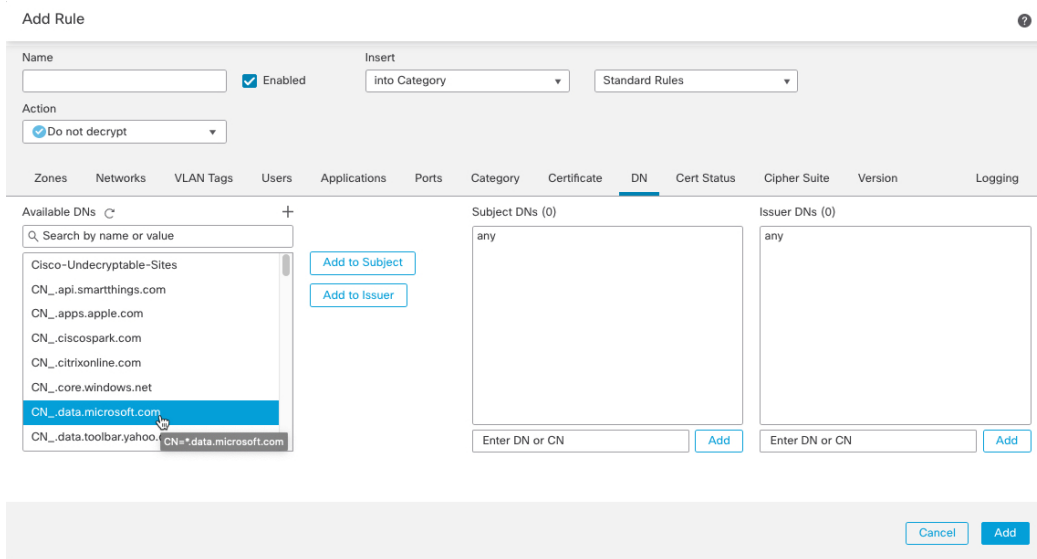 Add Rule
Name
Enabled
Insert
into Category
Standard Rules
Action
Do not decrypt
Zones Networks VLAN Tags Users Applications Ports Category Certificate DN Cert Status Cipher Suite Version Logging
Available DNs
+
Search by name or value
Cisco-Undecryptable-Sites
CN_.api.smartthings.com
CN_.apps.apple.com
CN_.ciscospark.com
CN_.citrixonline.com
CN_.core.windows.net
CN_.data.microsoft.com
CN_.data.toolbar.yahoo.
CN=*.data.microsoft.com
Add to Subject
Add to Issuer
Subject DNs (0)
any
Enter DN or CN
Add
Issuer DNs (0)
any
Enter DN or CN
Add
Cancel
Add